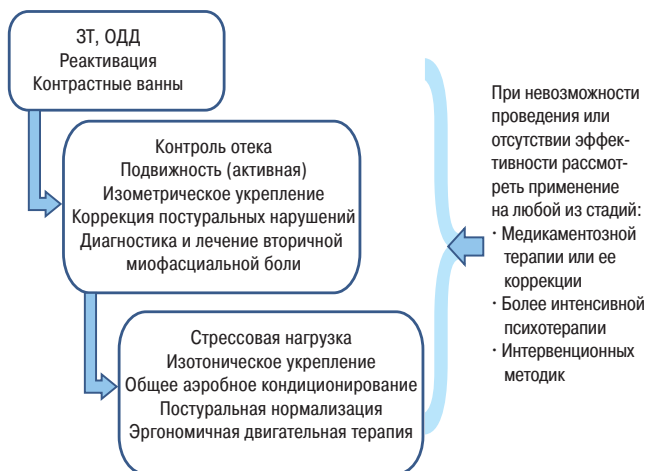 ЗТ, ОДД
Реактивация
Контрастные ванны
Контроль отека
Подвижность (активная)
Изометрическое укрепление
Коррекция постуральных нарушений
Диагностика и лечение вторичной
миофасциальной боли
Стрессовая нагрузка
Изотоническое укрепление
Общее аэробное кондиционирование
Постуральная нормализация
Эргономичная двигательная терапия
При невозможности
проведения или
отсутствии эффек-
тивности рассмот-
реть применение
на любой из стадий:
· Медикаментозной
терапии или ее
коррекции
· Более интенсивной
психотерапии
· Интервенционных
методик